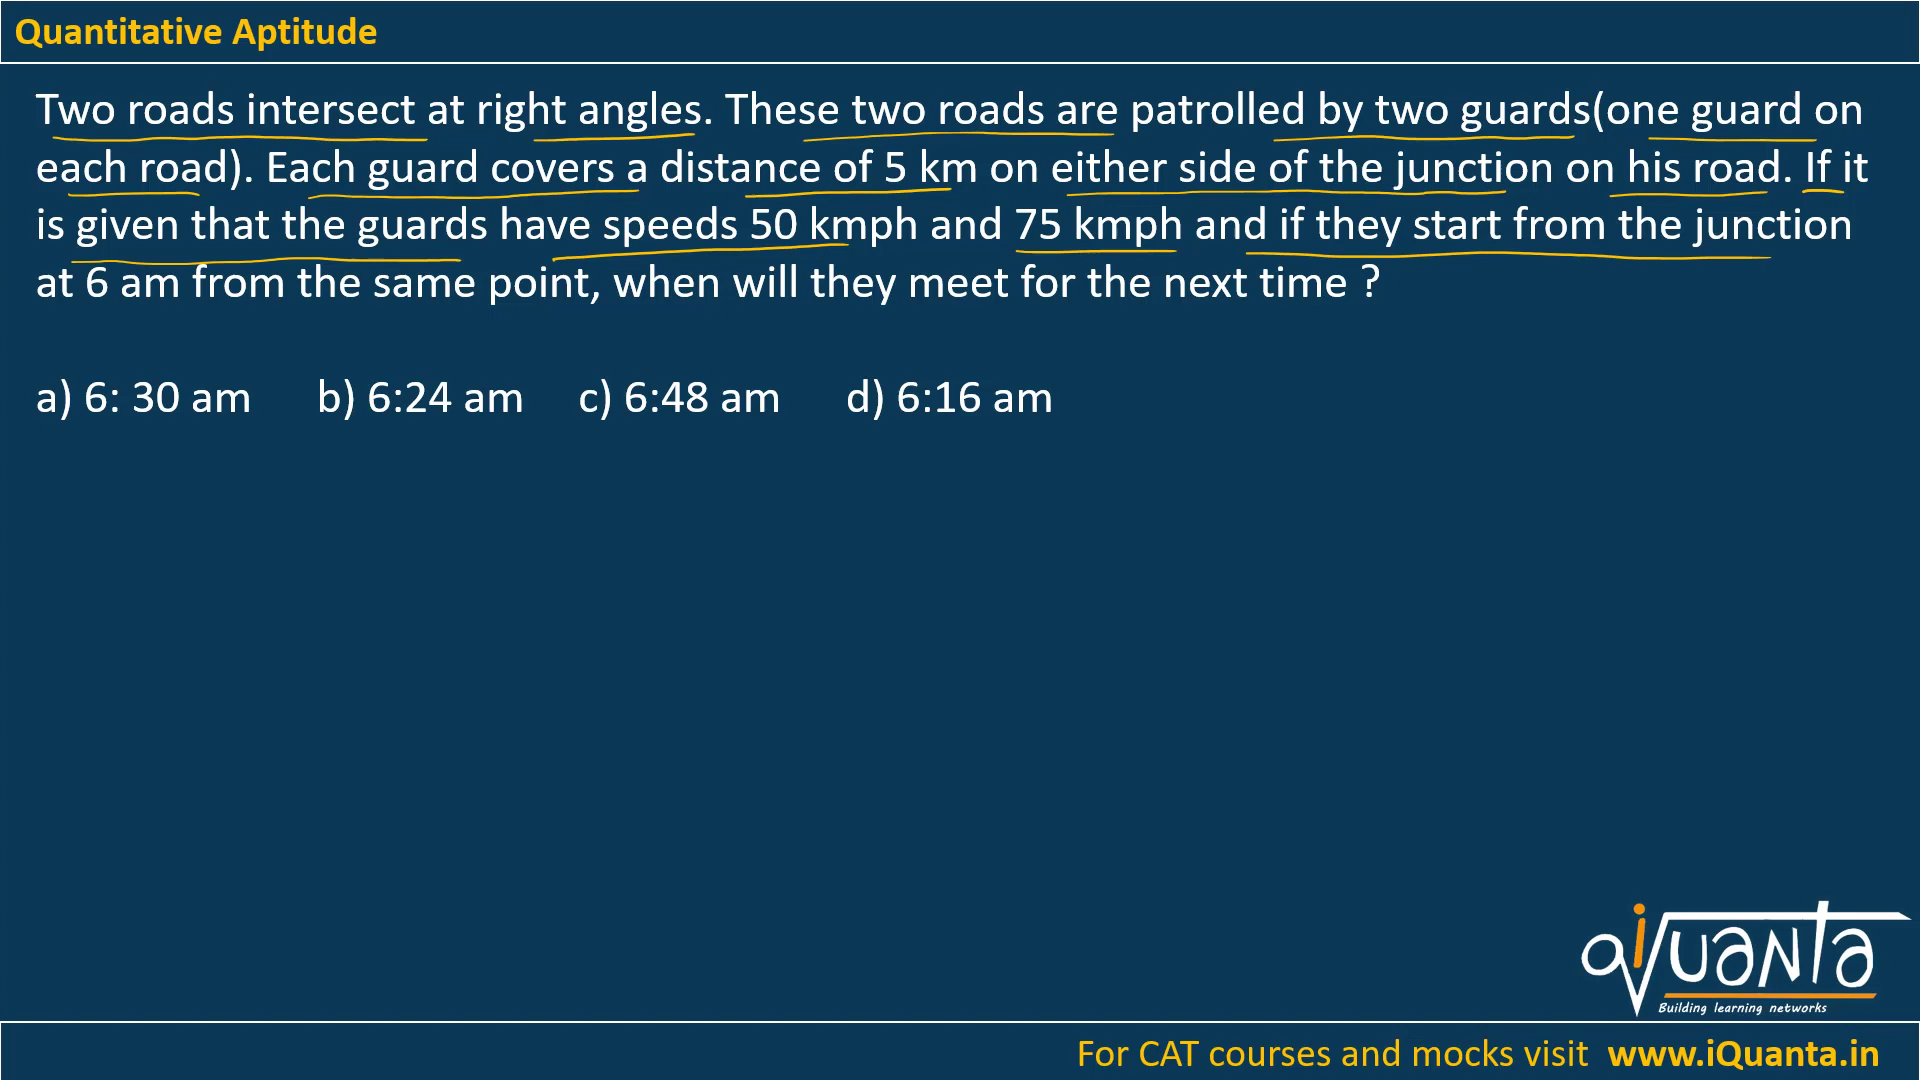 Quantitative Aptitude
Two roads intersect at right angles. These two roads are patrolled by two guards(one guard on
each road). Each guard covers a distance of 5 km on either side of the junction on his road. If it
is given that the guards have speeds 50 kmph and 75 kmph and if they start from the junction
at 6 am from the same point, when will they meet for the next time ?
a) 6: 30 am b) 6:24 am c) 6:48 am d) 6:16 am
iQuanta
Building learning networks
For CAT courses and mocks visit www.iQuanta.in